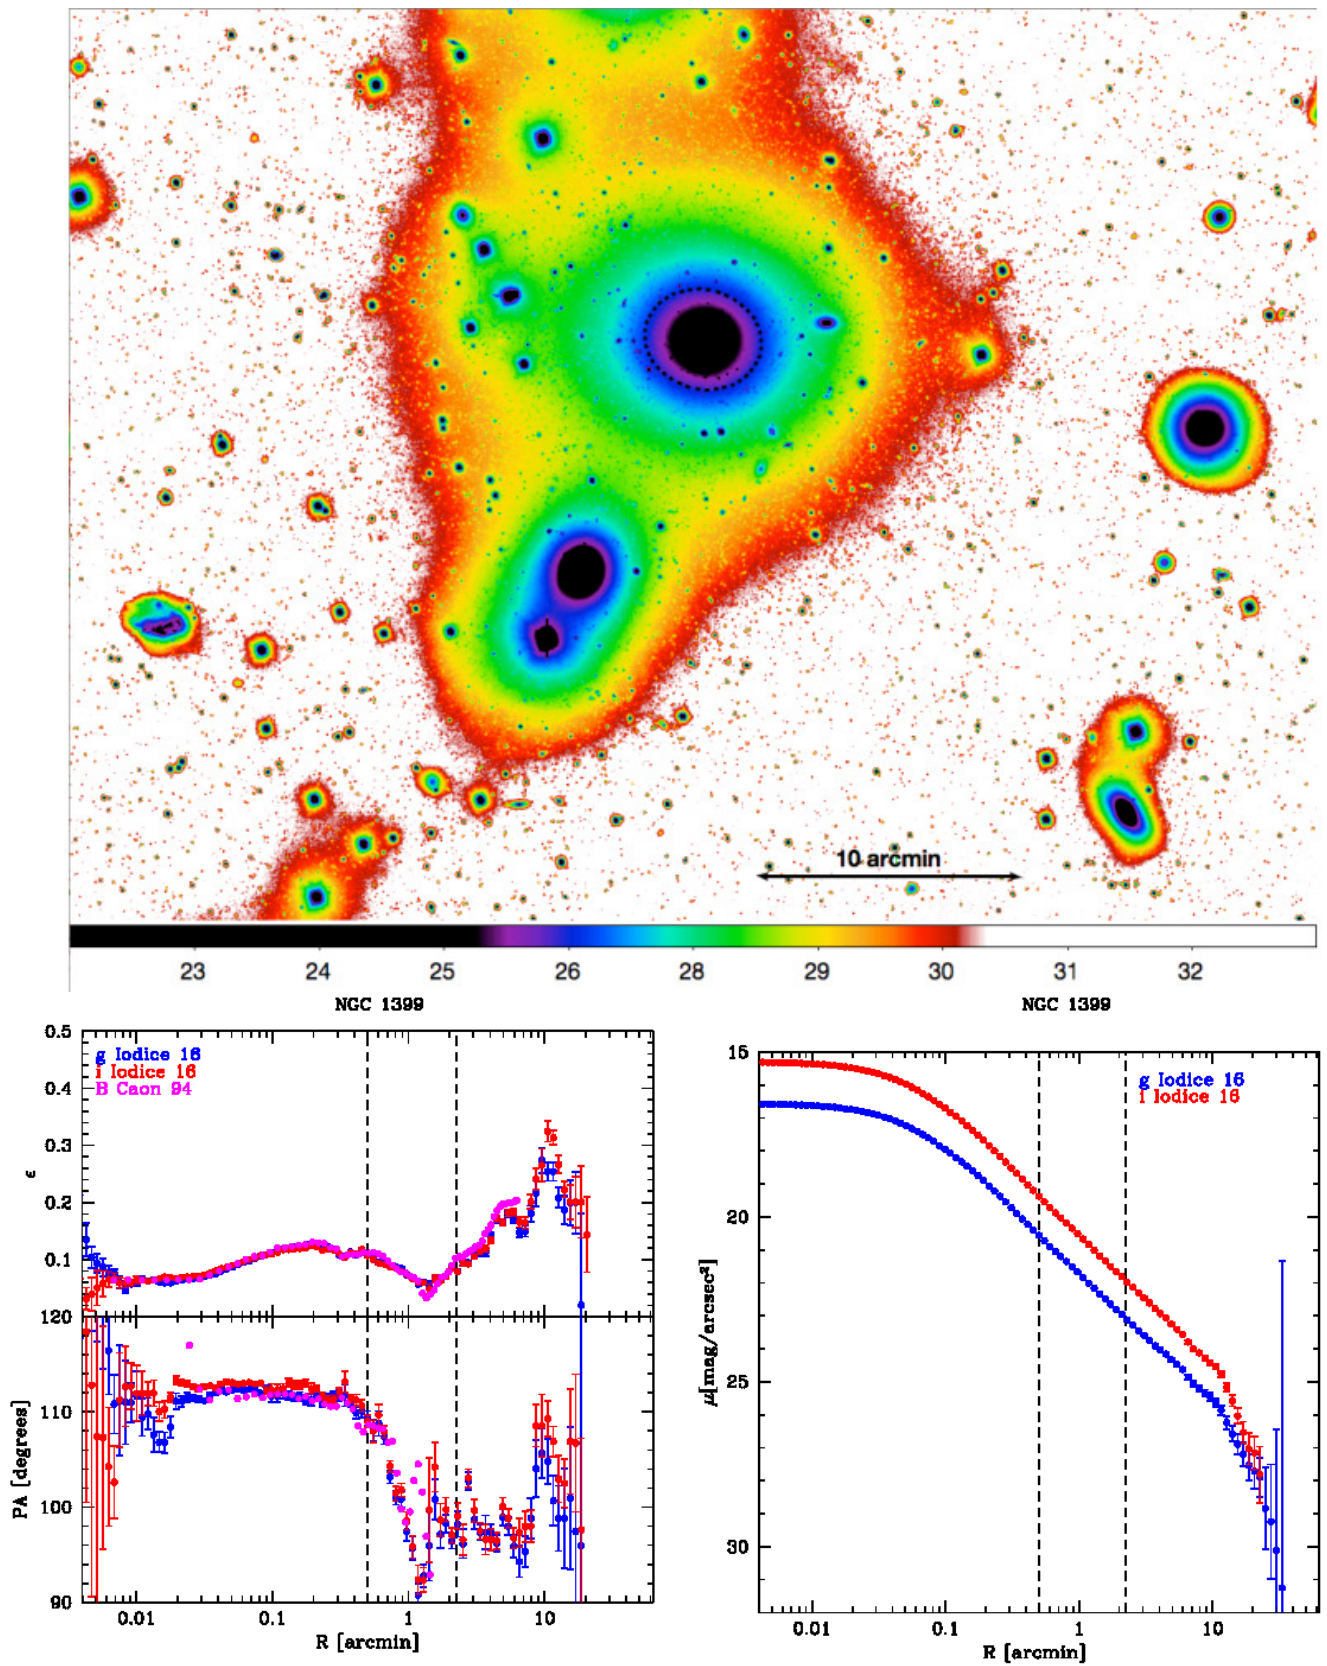 10 arcmin
23 24 25 26 27 28 29 30 31 32
NGC 1399
0.5
0.4
0.3
0.2
0.1
ϵ
g Iodice 16
i Iodice 16
B Caon 94
120
110
100
90
PA [degrees]
0.01 0.1 1 10
R [arcmin]
NGC 1399
15
20
25
30
μ[mag/arcsec²]
g Iodice 16
i Iodice 16
0.01 0.1 1 10
R [arcmin]